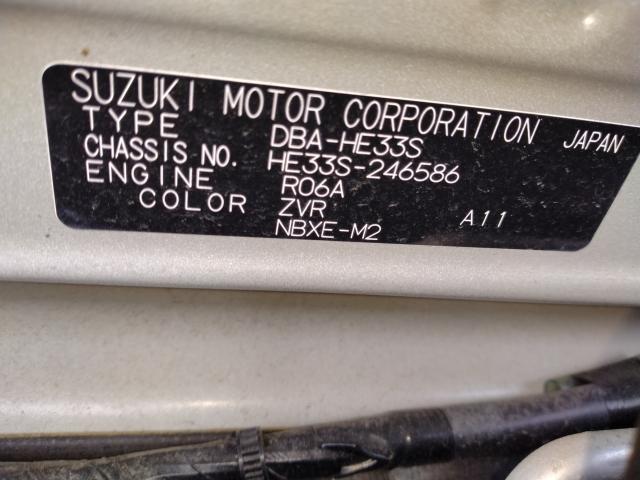 SUZUKI MOTOR CORPORATION JAPAN
TYPE DBA-HE33S
CHASSIS NO. HE33S-246586
ENGINE R06A
COLOR ZVR A11
NBXE-M2